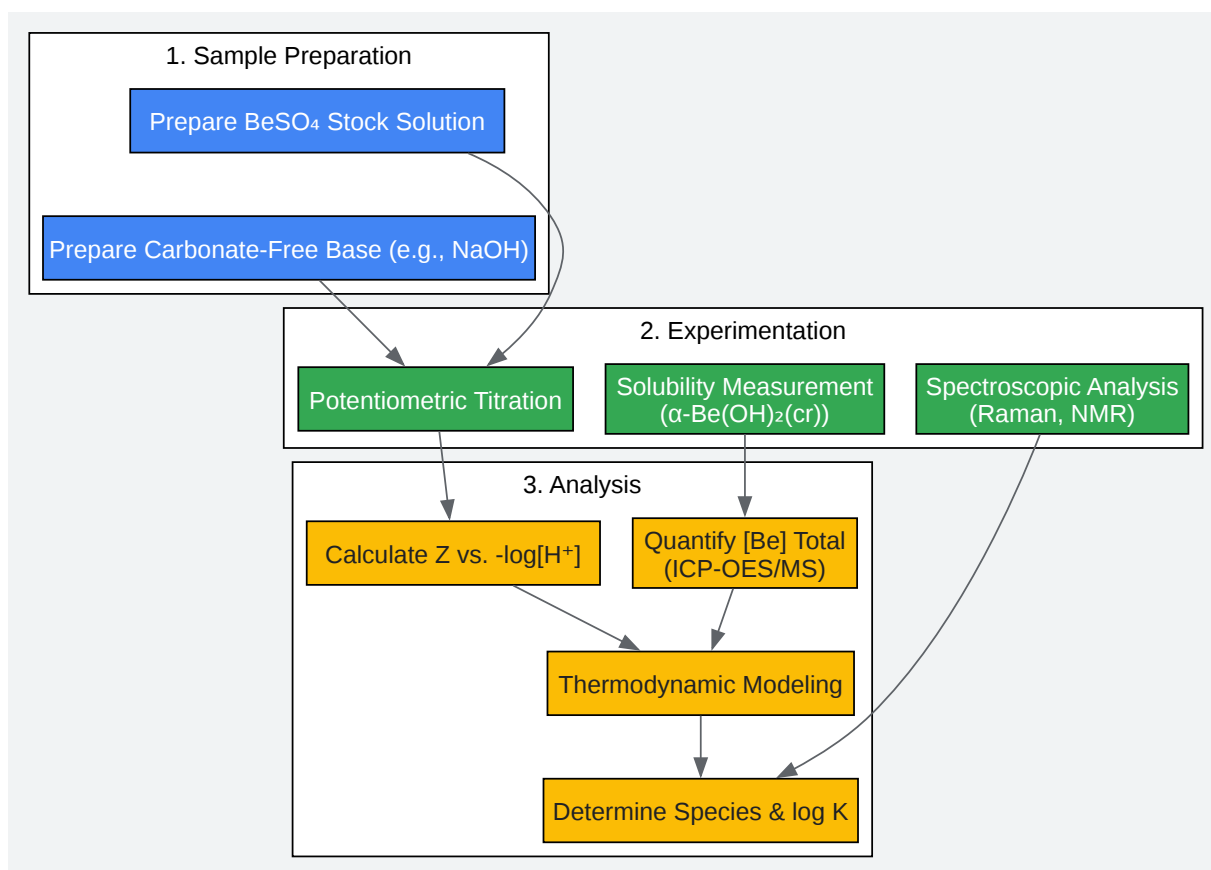 1. Sample Preparation
Prepare BeSO₄ Stock Solution
Prepare Carbonate-Free Base (e.g., NaOH)
2. Experimentation
Potentiometric Titration
Solubility Measurement
(α-Be(OH)₂(cr))
Spectroscopic Analysis
(Raman, NMR)
3. Analysis
Calculate Z vs. -log[H⁺]
Quantify [Be] Total
(ICP-OES/MS)
Thermodynamic Modeling
Determine Species & log K